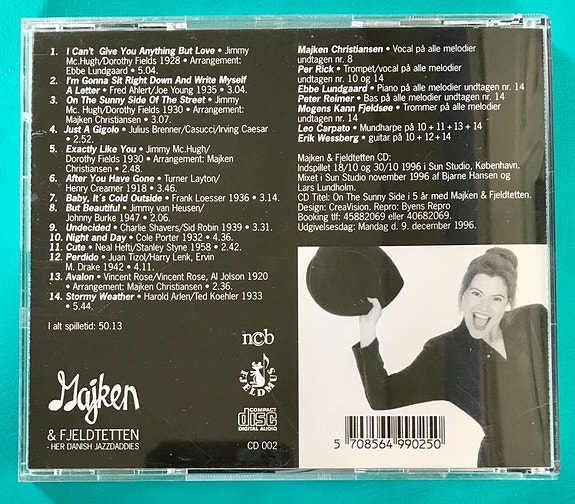 1. I Can't Give You Anything But Love • Jimmy
Mc.Hugh/Dorothy Fields 1928 • Arrangement:
Ebbe Lundgaard • 5.04.
2. I'm Gonna Sit Right Down And Write Myself
A Letter • Fred Ahlert/Joe Young 1935 • 3.04.
3. On The Sunny Side Of The Street • Jimmy
Mc. Hugh/Dorothy Fields 1930 • Arrangement:
Majken Christiansen • 3.07.
4. Just A Gigolo • Julius Brenner/Casucci/Irving Caesar
• 2.52.
5. Exactly Like You • Jimmy Mc.Hugh/
Dorothy Fields 1930 • Arrangement: Majken
Christiansen • 2.48.
6. After You Have Gone • Turner Layton/
Henry Creamer 1918 • 3.46.
7. Baby, It´s Cold Outside • Frank Loesser 1936 • 3.14.
8. But Beautiful • Jimmy van Heusen/
Johnny Burke 1947 • 2.06.
9. Undecided • Charlie Shavers/Sid Robin 1939 • 3.31.
10. Night and Day • Cole Porter 1932 • 4.36.
11. Cute • Neal Hefti/Stanley Styne 1958 • 2.42.
12. Perdido • Juan Tizol/Harry Lenk, Ervin
M. Drake 1942 • 4.11.
13. Avalon • Vincent Rose/Vincent Rose, Al Jolson 1920
• Arrangement: Majken Christiansen • 2.36.
14. Stormy Weather • Harold Arlen/Ted Koehler 1933
• 5.44.
I alt spilletid: 50.13
ncb
FJELDMUS
Majken
& FJELDTETTEN
- HER DANISH JAZZDADDIES
COMPACT
disc
DIGITAL AUDIO
CD 002
Majken Christiansen • Vocal på alle melodier
undtagen nr. 8
Per Rick • Trompet/vocal på alle melodier
undtagen nr. 10 og 14
Ebbe Lundgaard • Piano på alle melodier undtagen nr. 14
Peter Reimer • Bas på alle melodier undtagen nr. 14
Mogens Kann Fjeldsøe • Trommer på alle melodier
undtagen nr. 14
Leo Carpato • Mundharpe på 10 + 11 + 13 + 14
Erik Wessberg • guitar på 10 + 12 + 14
Majken & Fjeldtetten CD:
Indspillet 18/10 og 30/10 1996 i Sun Studio, København,
Mixet i Sun Studio november 1996 af Bjarne Hansen og
Lars Lundholm.
CD Titel: On The Sunny Side i 5 år med Majken & Fjeldtetten.
Design: CreaVision. Repro: Byens Repro
Booking tlf: 45882069 eller 40682069.
Udgivelsesdag: Mandag d. 9. december 1996.
5 708564 990250